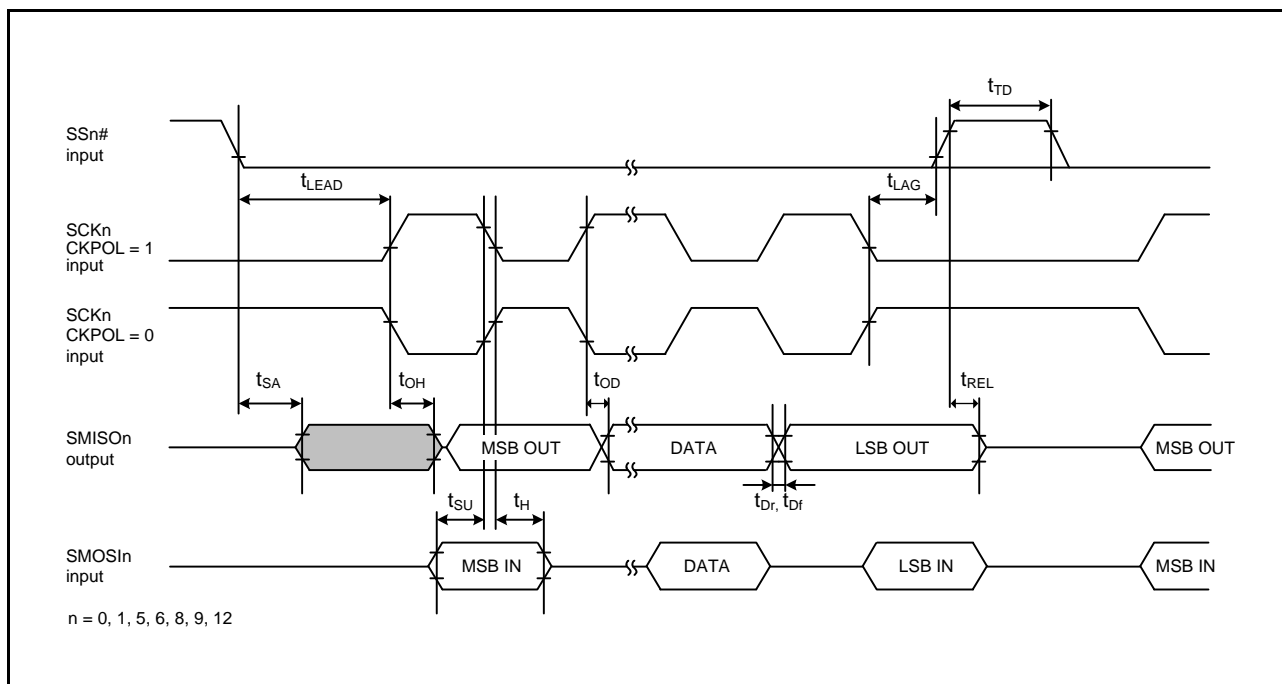 tTD
SSn#
input
tLEAD
tLAG
SCKn
CKPOL = 1
input
SCKn
CKPOL = 0
input
tSA
tOH
tOD
tREL
SMISOn
output
MSB OUT
DATA
LSB OUT
MSB OUT
tSU
tH
tDr, tDf
SMOSIn
input
MSB IN
DATA
LSB IN
MSB IN
n = 0, 1, 5, 6, 8, 9, 12